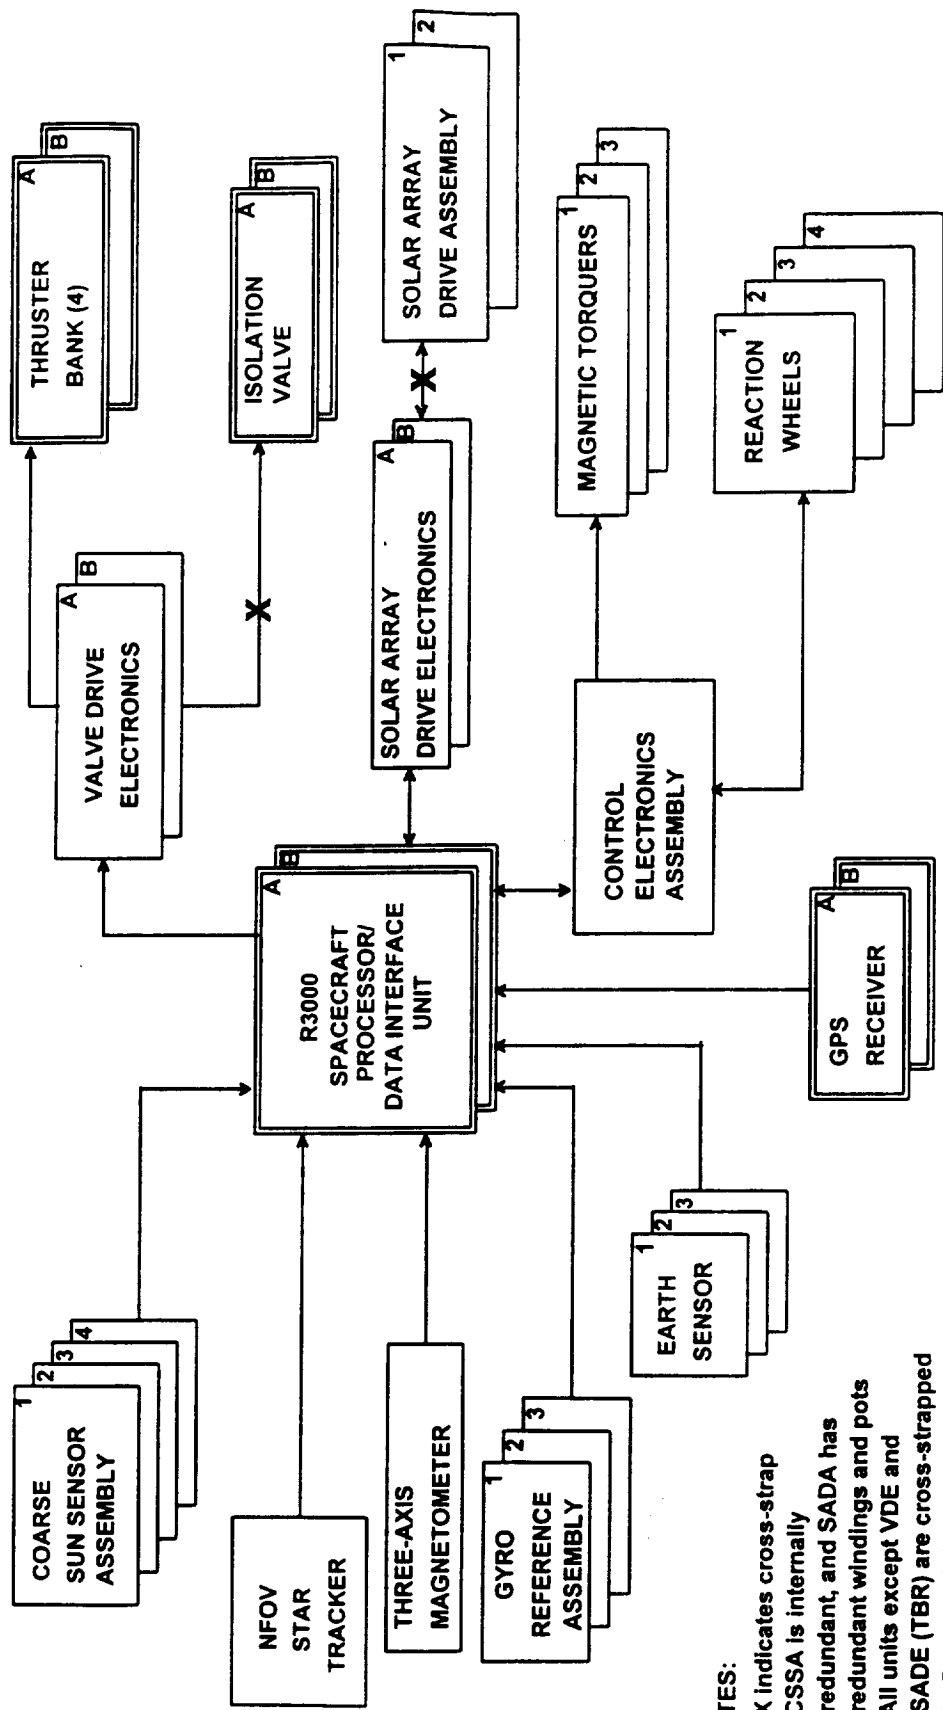 COARSE
SUN SENSOR
ASSEMBLY
1
2
3
4
NFOV
STAR
TRACKER
THREE-AXIS
MAGNETOMETER
GYRO
REFERENCE
ASSEMBLY
1
2
3
EARTH
SENSOR
1
2
3
GPS
RECEIVER
A
B
R3000
SPACECRAFT
PROCESSOR/
DATA INTERFACE
UNIT
A
B
VALVE DRIVE
ELECTRONICS
A
B
THRUSTER
BANK (4)
A
B
X
ISOLATION
VALVE
A
B
SOLAR ARRAY
DRIVE ELECTRONICS
A
B
X
SOLAR ARRAY
DRIVE ASSEMBLY
1
2
CONTROL
ELECTRONICS
ASSEMBLY
MAGNETIC TORQUERS
1
2
3
REACTION
WHEELS
1
2
3
4
TES:
X indicates cross-strap
CSSA is internally
redundant, and SADA has
redundant windings and pots
All units except VDE and
SADE (TBR) are cross-strapped